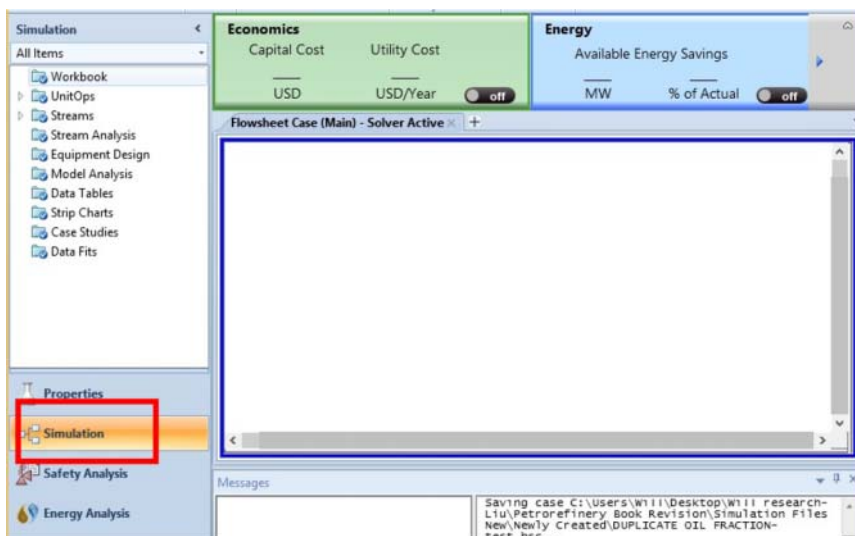 Simulation
All Items
Workbook
UnitOps
Streams
Stream Analysis
Equipment Design
Model Analysis
Data Tables
Strip Charts
Case Studies
Data Fits
Properties
Simulation
Safety Analysis
Energy Analysis
Economics
Capital Cost Utility Cost
USD USD/Year off
Energy
Available Energy Savings
MW % of Actual off
Flowsheet Case (Main) - Solver Active
Messages
Saving case C:\Users\Will\Desktop\Will research-
Liu\Petrorefinery Book Revision\Simulation Files
New\Newly Created\DUPLICATE OIL FRACTION-
test.hsc